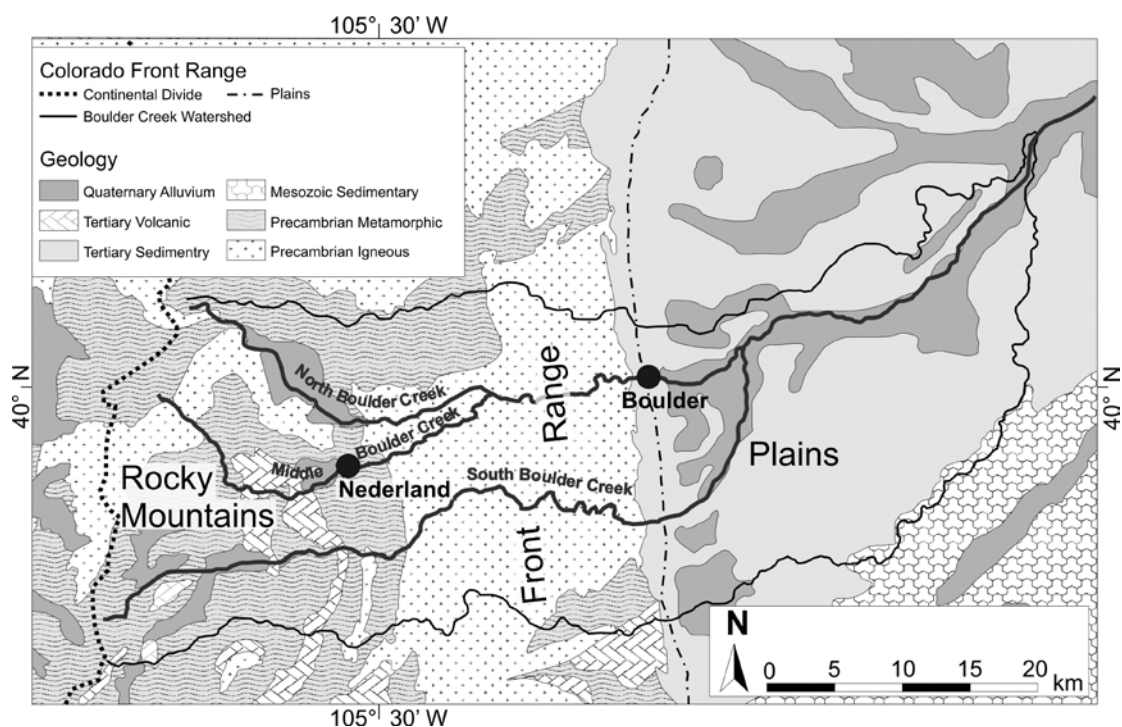 105° 30' W
Colorado Front Range
Continental Divide
Plains
Boulder Creek Watershed
Geology
Quaternary Alluvium
Mesozoic Sedimentary
Tertiary Volcanic
Precambrian Metamorphic
Tertiary Sedimentry
Precambrian Igneous
40° N
40° N
North Boulder Creek
Middle Boulder Creek
Boulder
Nederland
South Boulder Creek
Rocky
Mountains
Front Range
Plains
N
0 5 10 15 20
km
105° 30' W